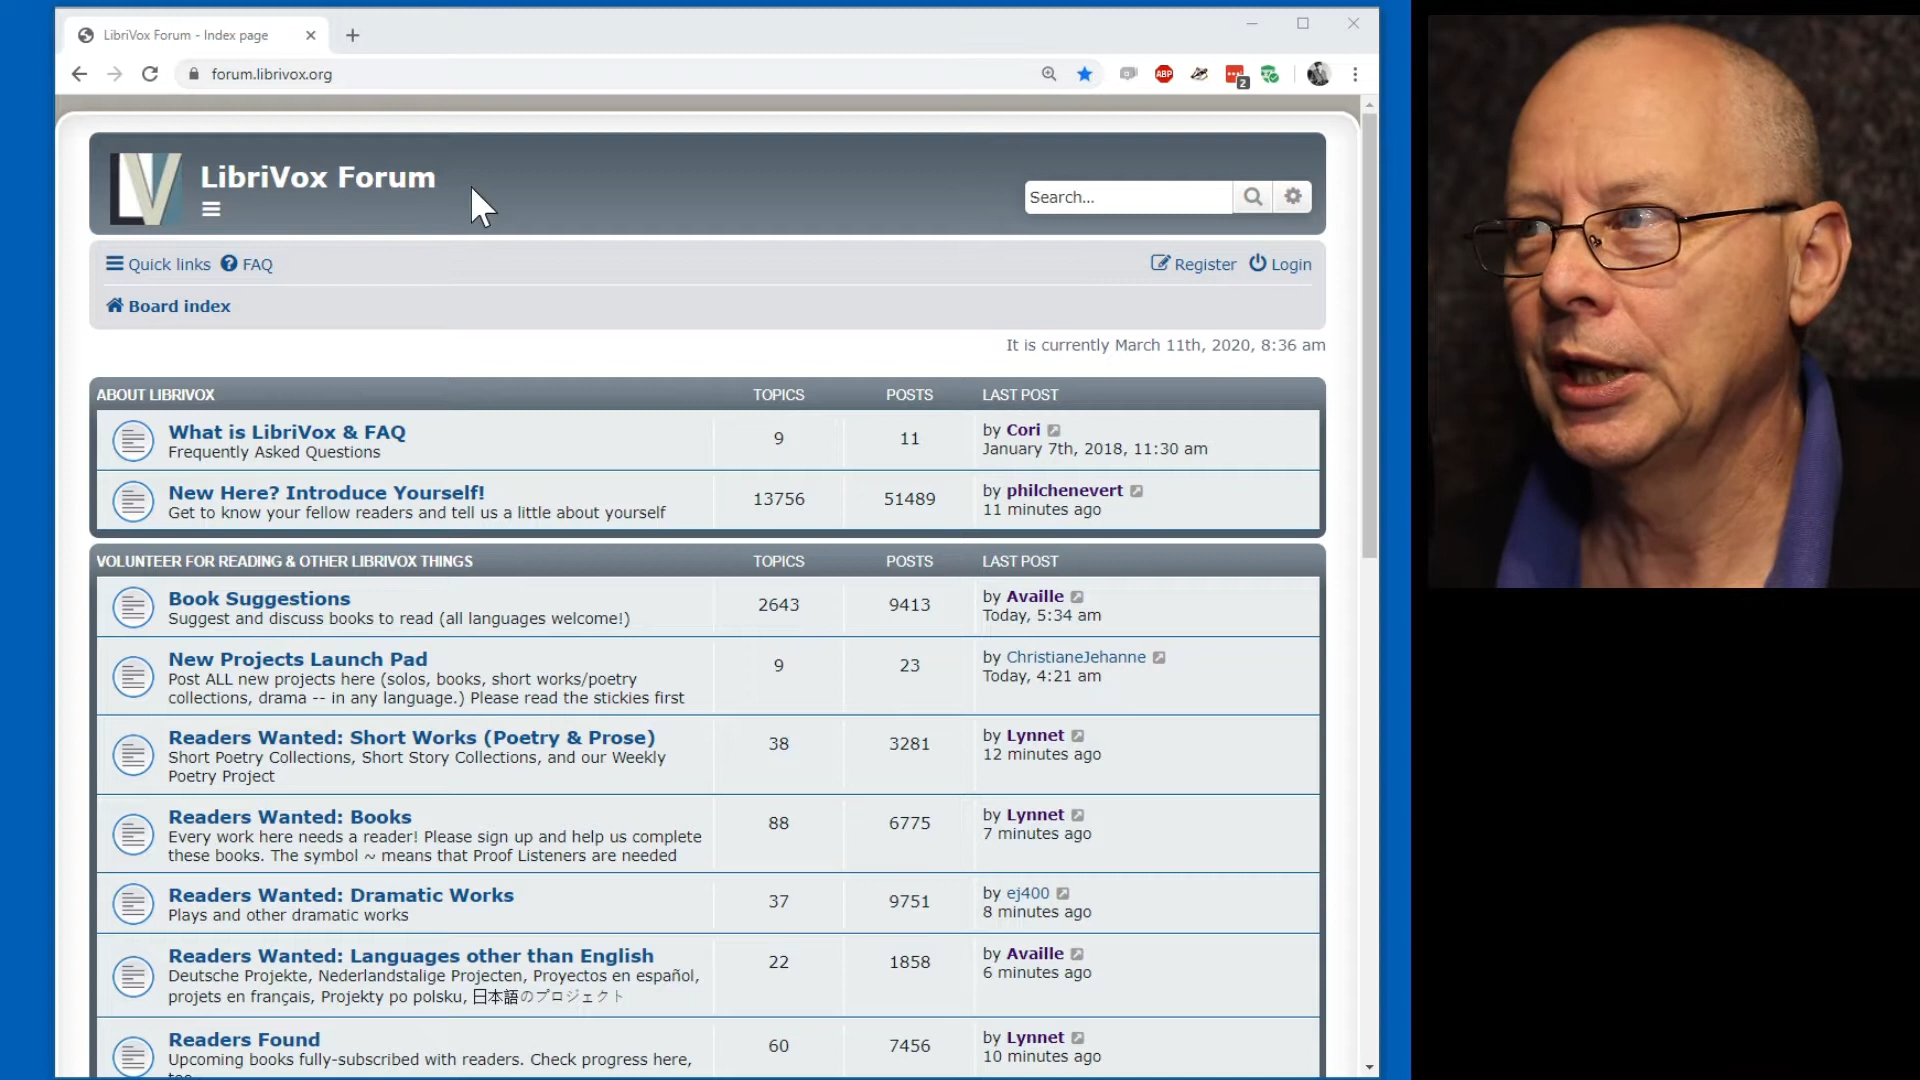 LibriVox Forum - Index page
forum.librivox.org
ABP
2
LibriVox Forum
Search...
Quick links FAQ
Register Login
Board index
It is currently March 11th, 2020, 8:36 am
ABOUT LIBRIVOX TOPICS POSTS LAST POST
What is LibriVox & FAQ
Frequently Asked Questions
9 11
by Cori
January 7th, 2018, 11:30 am
New Here? Introduce Yourself!
Get to know your fellow readers and tell us a little about yourself
13756 51489
by philchenevert
11 minutes ago
VOLUNTEER FOR READING & OTHER LIBRIVOX THINGS TOPICS POSTS LAST POST
Book Suggestions
Suggest and discuss books to read (all languages welcome!)
2643 9413
by Availle
Today, 5:34 am
New Projects Launch Pad
Post ALL new projects here (solos, books, short works/poetry
collections, drama -- in any language.) Please read the stickies first
9 23
by ChristianeJehanne
Today, 4:21 am
Readers Wanted: Short Works (Poetry & Prose)
Short Poetry Collections, Short Story Collections, and our Weekly
Poetry Project
38 3281
by Lynnet
12 minutes ago
Readers Wanted: Books
Every work here needs a reader! Please sign up and help us complete
these books. The symbol ~ means that Proof Listeners are needed
88 6775
by Lynnet
7 minutes ago
Readers Wanted: Dramatic Works
Plays and other dramatic works
37 9751
by ej400
8 minutes ago
Readers Wanted: Languages other than English
Deutsche Projekte, Nederlandstalige Projecten, Proyectos en español,
projets en français, Projekty po polsku, 日本語のプロジェクト
22 1858
by Availle
6 minutes ago
Readers Found
Upcoming books fully-subscribed with readers. Check progress here,
60 7456
by Lynnet
10 minutes ago